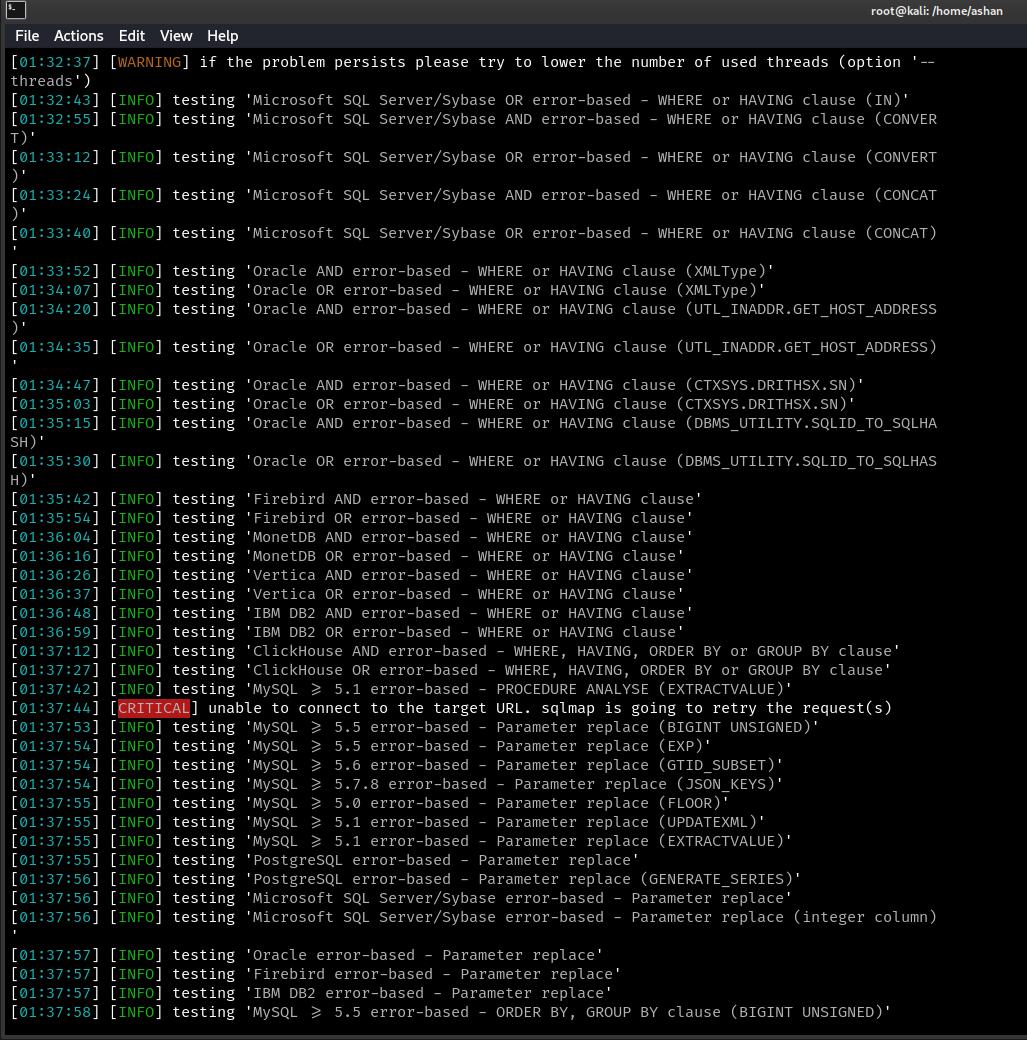 $-
root@kali: /home/ashan
File Actions Edit View Help
[01:32:37] [WARNING] if the problem persists please try to lower the number of used threads (option '--
threads')
[01:32:43] [INFO] testing 'Microsoft SQL Server/Sybase OR error-based - WHERE or HAVING clause (IN)'
[01:32:55] [INFO] testing 'Microsoft SQL Server/Sybase AND error-based - WHERE or HAVING clause (CONVER
T)'
[01:33:12] [INFO] testing 'Microsoft SQL Server/Sybase OR error-based - WHERE or HAVING clause (CONVERT
)'
[01:33:24] [INFO] testing 'Microsoft SQL Server/Sybase AND error-based - WHERE or HAVING clause (CONCAT
)'
[01:33:40] [INFO] testing 'Microsoft SQL Server/Sybase OR error-based - WHERE or HAVING clause (CONCAT)
'
[01:33:52] [INFO] testing 'Oracle AND error-based - WHERE or HAVING clause (XMLType)'
[01:34:07] [INFO] testing 'Oracle OR error-based - WHERE or HAVING clause (XMLType)'
[01:34:20] [INFO] testing 'Oracle AND error-based - WHERE or HAVING clause (UTL_INADDR.GET_HOST_ADDRESS
)'
[01:34:35] [INFO] testing 'Oracle OR error-based - WHERE or HAVING clause (UTL_INADDR.GET_HOST_ADDRESS)
'
[01:34:47] [INFO] testing 'Oracle AND error-based - WHERE or HAVING clause (CTXSYS.DRITHSX.SN)'
[01:35:03] [INFO] testing 'Oracle OR error-based - WHERE or HAVING clause (CTXSYS.DRITHSX.SN)'
[01:35:15] [INFO] testing 'Oracle AND error-based - WHERE or HAVING clause (DBMS_UTILITY.SQLID_TO_SQLHA
SH)'
[01:35:30] [INFO] testing 'Oracle OR error-based - WHERE or HAVING clause (DBMS_UTILITY.SQLID_TO_SQLHAS
H)'
[01:35:42] [INFO] testing 'Firebird AND error-based - WHERE or HAVING clause'
[01:35:54] [INFO] testing 'Firebird OR error-based - WHERE or HAVING clause'
[01:36:04] [INFO] testing 'MonetDB AND error-based - WHERE or HAVING clause'
[01:36:16] [INFO] testing 'MonetDB OR error-based - WHERE or HAVING clause'
[01:36:26] [INFO] testing 'Vertica AND error-based - WHERE or HAVING clause'
[01:36:37] [INFO] testing 'Vertica OR error-based - WHERE or HAVING clause'
[01:36:48] [INFO] testing 'IBM DB2 AND error-based - WHERE or HAVING clause'
[01:36:59] [INFO] testing 'IBM DB2 OR error-based - WHERE or HAVING clause'
[01:37:12] [INFO] testing 'ClickHouse AND error-based - WHERE, HAVING, ORDER BY or GROUP BY clause'
[01:37:27] [INFO] testing 'ClickHouse OR error-based - WHERE, HAVING, ORDER BY or GROUP BY clause'
[01:37:42] [INFO] testing 'MySQL ≥ 5.1 error-based - PROCEDURE ANALYSE (EXTRACTVALUE)'
[01:37:44] [CRITICAL] unable to connect to the target URL. sqlmap is going to retry the request(s)
[01:37:53] [INFO] testing 'MySQL ≥ 5.5 error-based - Parameter replace (BIGINT UNSIGNED)'
[01:37:54] [INFO] testing 'MySQL ≥ 5.5 error-based - Parameter replace (EXP)'
[01:37:54] [INFO] testing 'MySQL ≥ 5.6 error-based - Parameter replace (GTID_SUBSET)'
[01:37:54] [INFO] testing 'MySQL ≥ 5.7.8 error-based - Parameter replace (JSON_KEYS)'
[01:37:55] [INFO] testing 'MySQL ≥ 5.0 error-based - Parameter replace (FLOOR)'
[01:37:55] [INFO] testing 'MySQL ≥ 5.1 error-based - Parameter replace (UPDATEXML)'
[01:37:55] [INFO] testing 'MySQL ≥ 5.1 error-based - Parameter replace (EXTRACTVALUE)'
[01:37:55] [INFO] testing 'PostgreSQL error-based - Parameter replace'
[01:37:56] [INFO] testing 'PostgreSQL error-based - Parameter replace (GENERATE_SERIES)'
[01:37:56] [INFO] testing 'Microsoft SQL Server/Sybase error-based - Parameter replace'
[01:37:56] [INFO] testing 'Microsoft SQL Server/Sybase error-based - Parameter replace (integer column)
'
[01:37:57] [INFO] testing 'Oracle error-based - Parameter replace'
[01:37:57] [INFO] testing 'Firebird error-based - Parameter replace'
[01:37:57] [INFO] testing 'IBM DB2 error-based - Parameter replace'
[01:37:58] [INFO] testing 'MySQL ≥ 5.5 error-based - ORDER BY, GROUP BY clause (BIGINT UNSIGNED)'